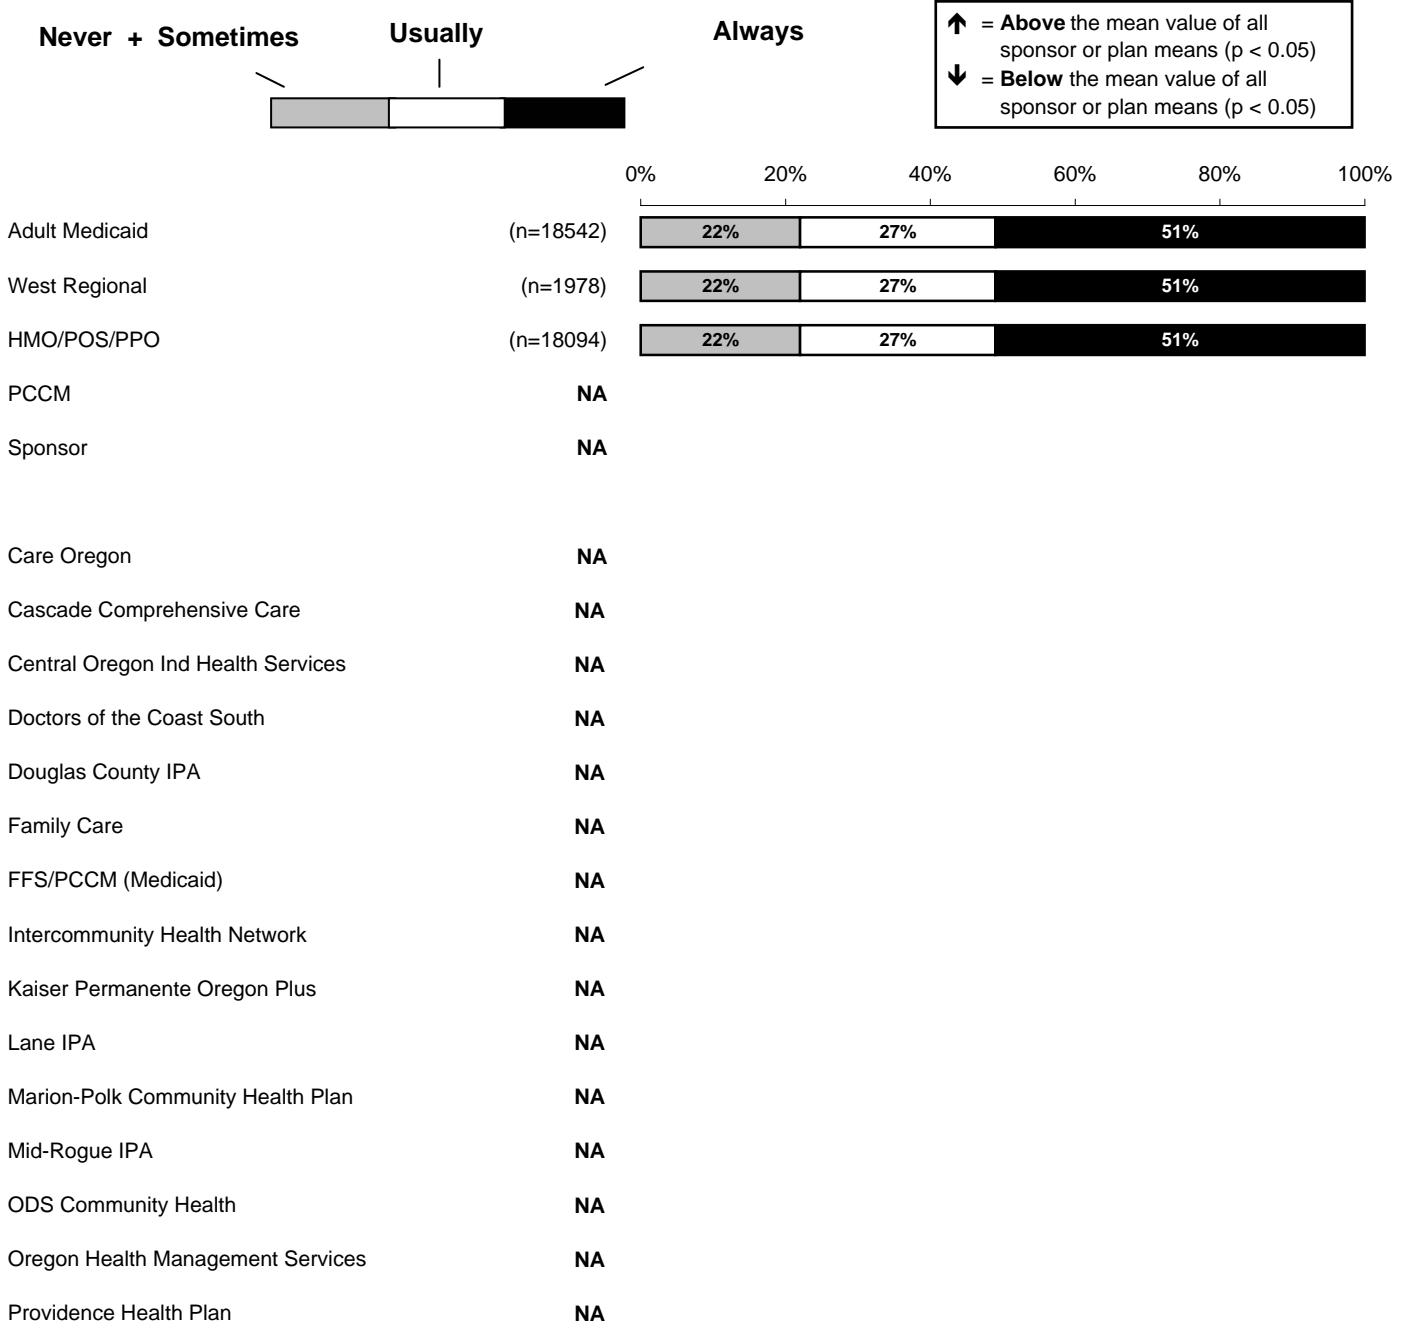 Never + Sometimes Usually Always
↑ = Above the mean value of all
sponsor or plan means (p < 0.05)
↓ = Below the mean value of all
sponsor or plan means (p < 0.05)
0% 20% 40% 60% 80% 100%
Adult Medicaid (n=18542) 22% 27% 51%
West Regional (n=1978) 22% 27% 51%
HMO/POS/PPO (n=18094) 22% 27% 51%
PCCM NA
Sponsor NA
Care Oregon NA
Cascade Comprehensive Care NA
Central Oregon Ind Health Services NA
Doctors of the Coast South NA
Douglas County IPA NA
Family Care NA
FFS/PCCM (Medicaid) NA
Intercommunity Health Network NA
Kaiser Permanente Oregon Plus NA
Lane IPA NA
Marion-Polk Community Health Plan NA
Mid-Rogue IPA NA
ODS Community Health NA
Oregon Health Management Services NA
Providence Health Plan NA